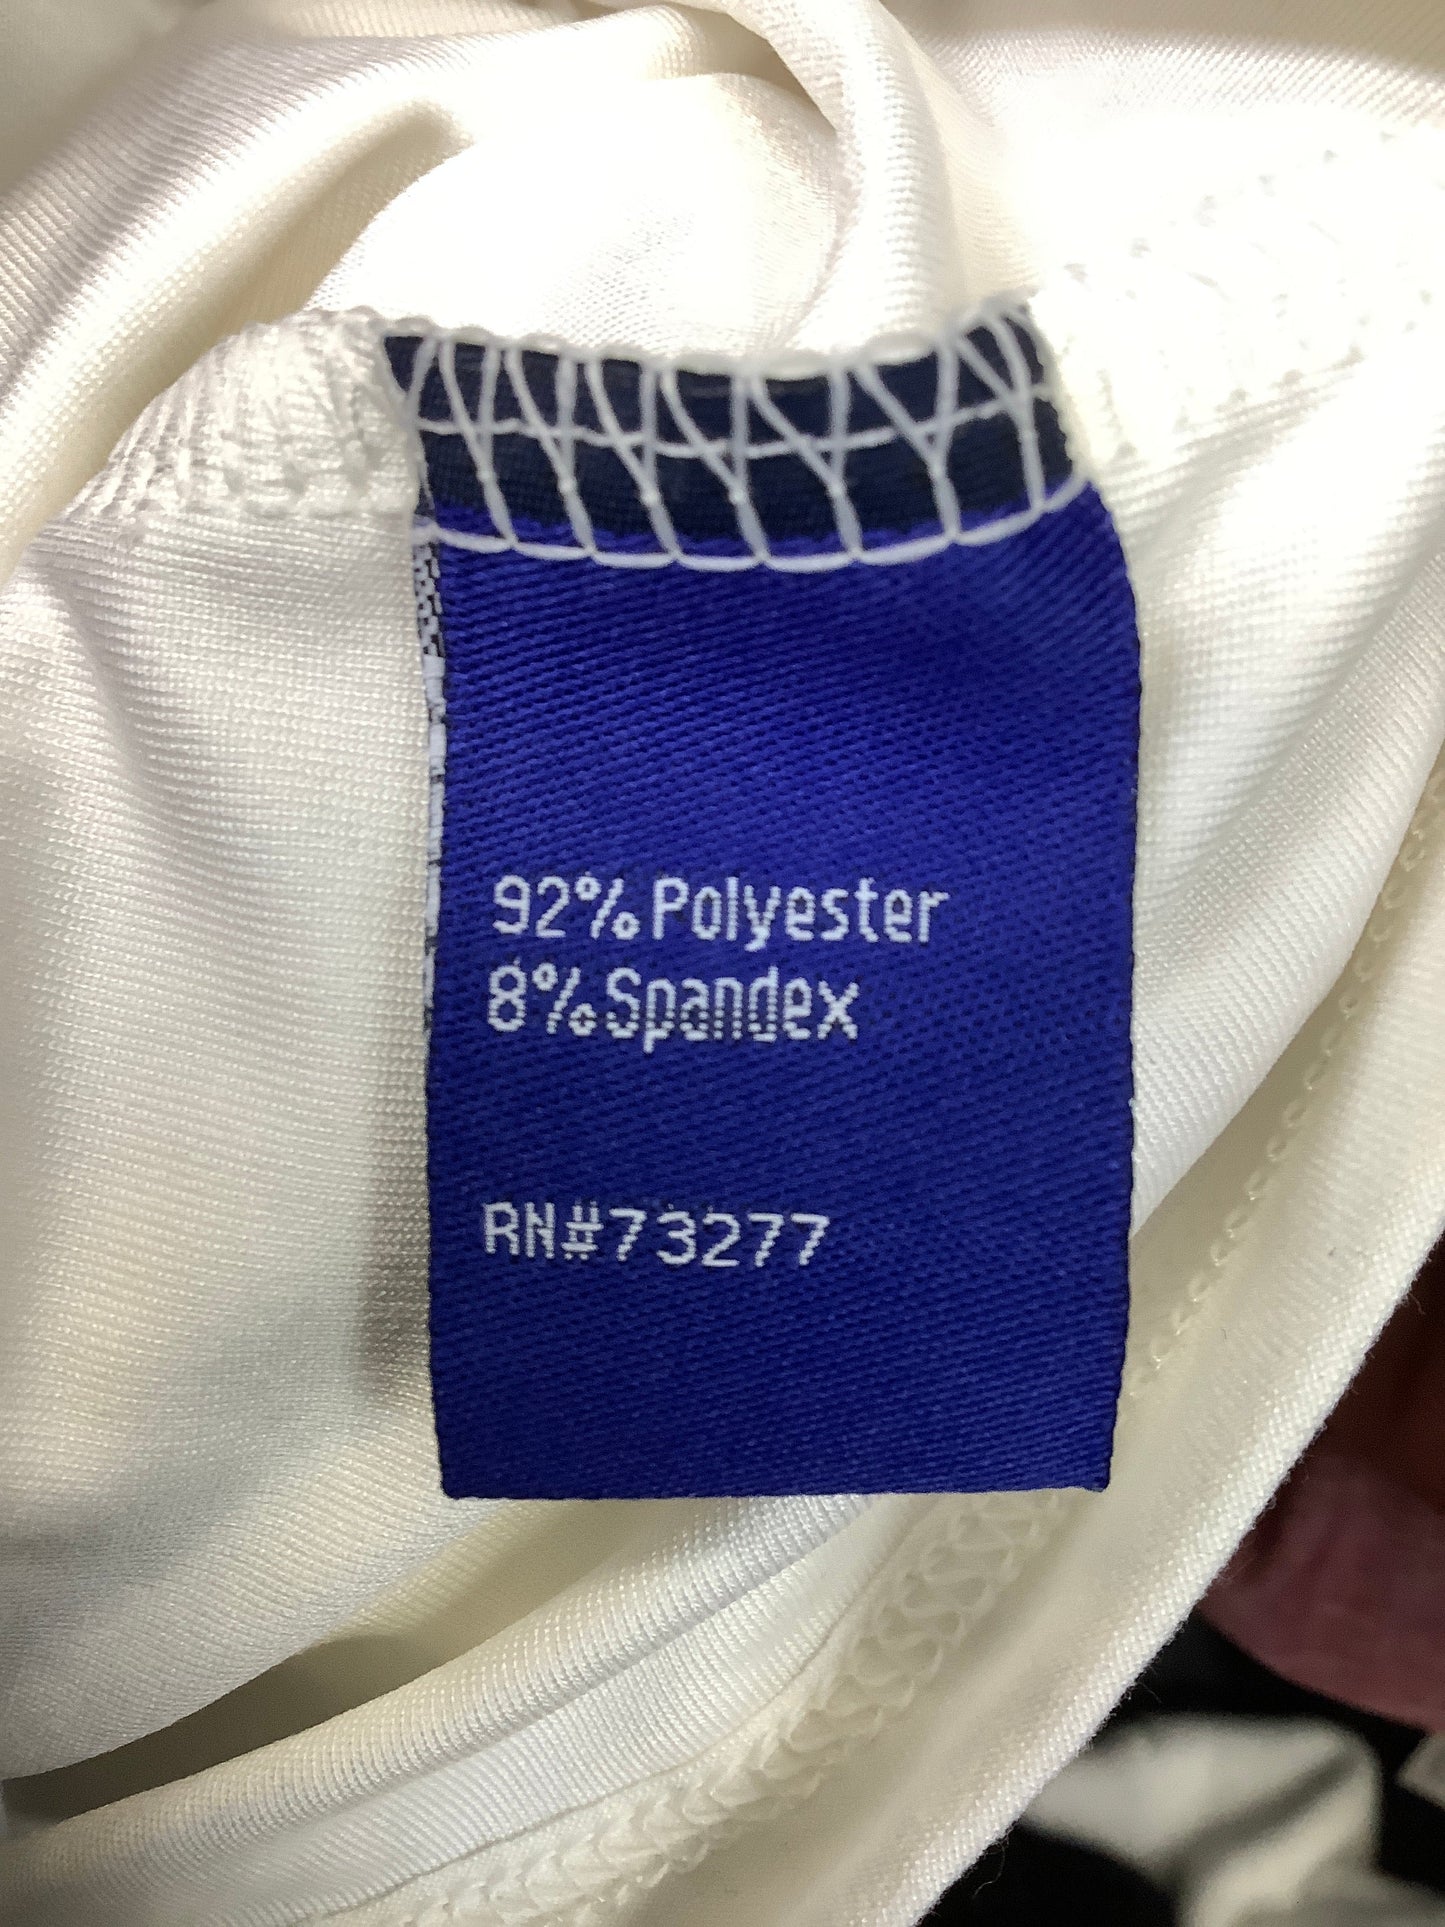 92% Polyester
8% Spandex
RN#73277